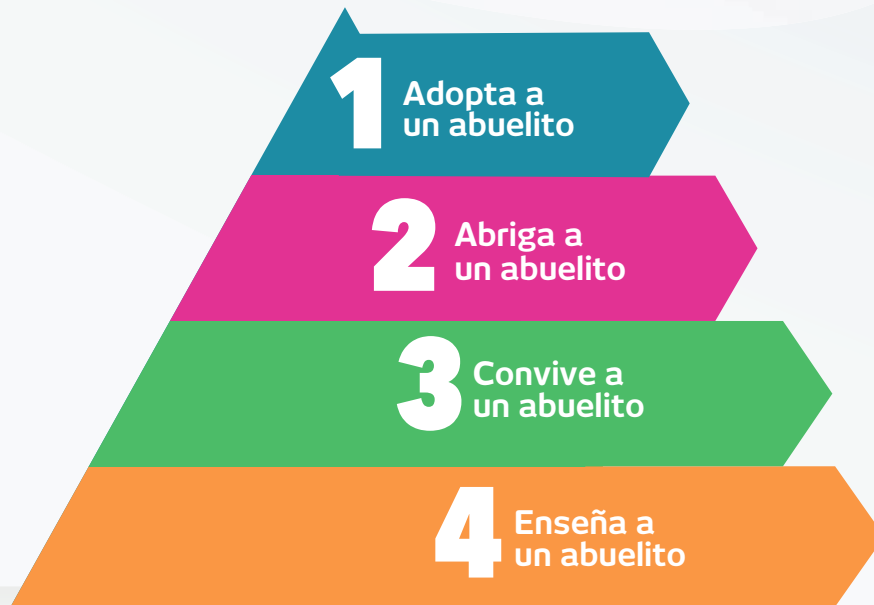 1
Adopta a
un abuelito
2
Abriga a
un abuelito
3
Convive a
un abuelito
4
Enseña a
un abuelito